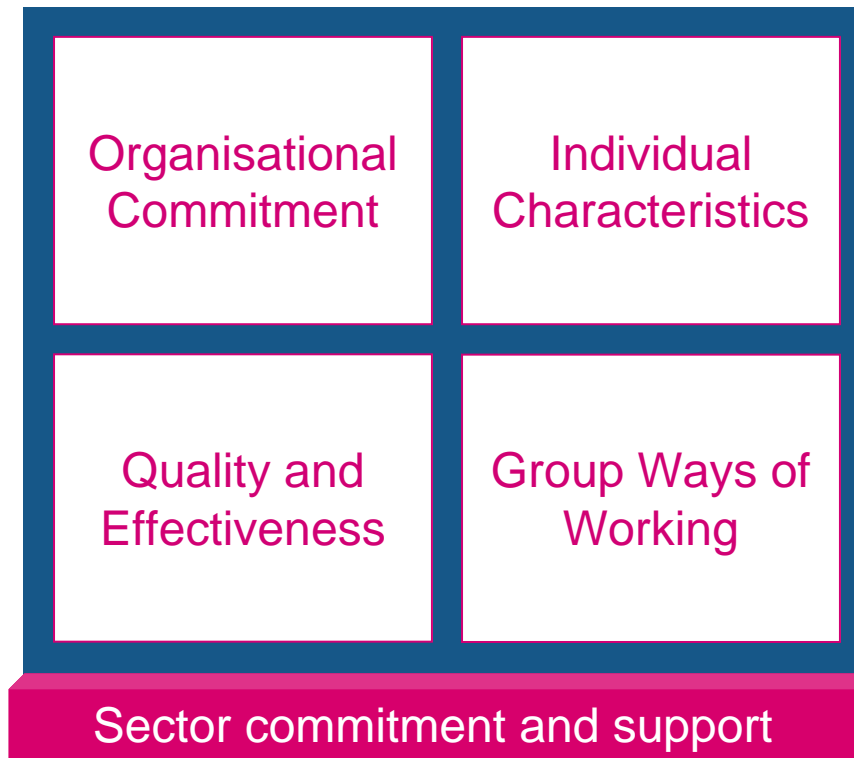 Organisational
Commitment
Individual
Characteristics
Quality and
Effectiveness
Group Ways of
Working
Sector commitment and support